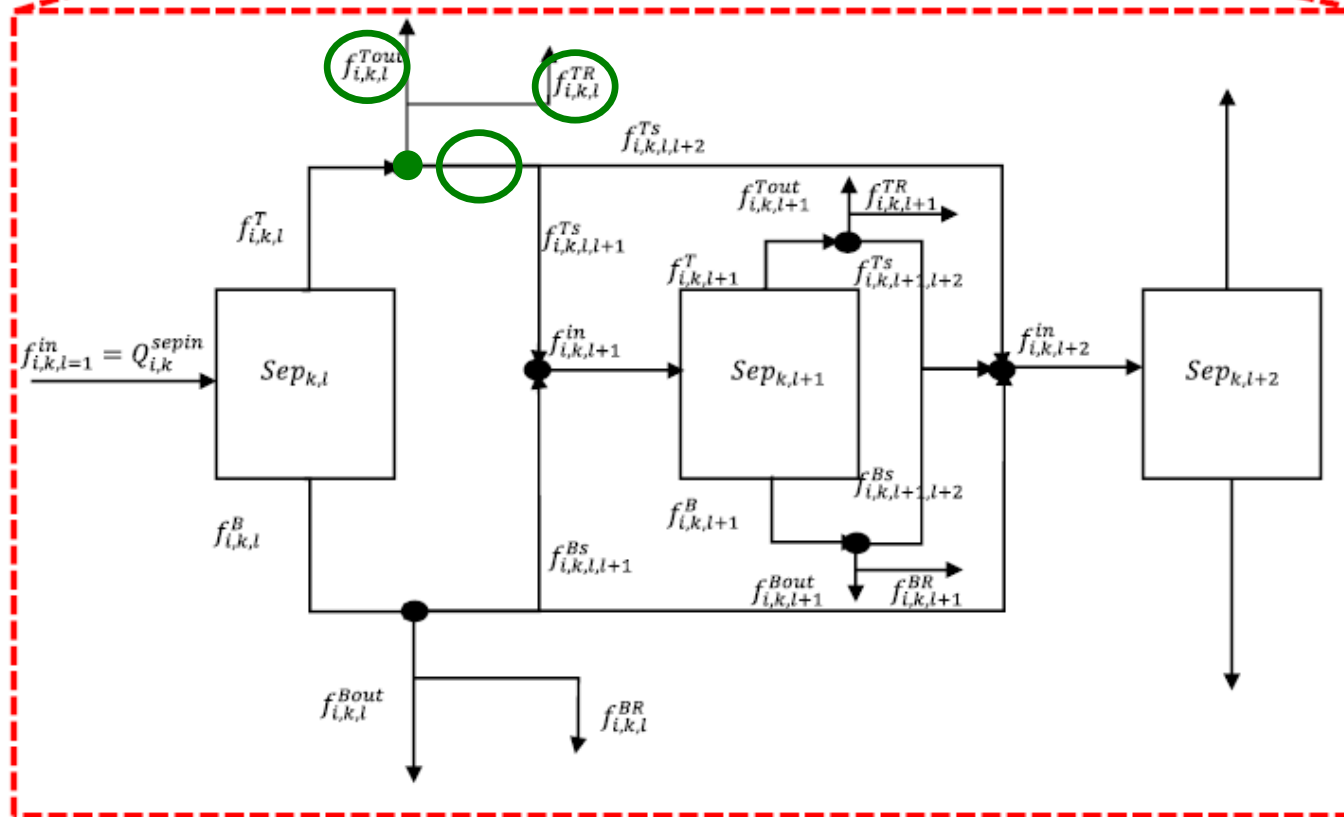 f_{i,k,l}^{Tout}
f_{i,k,l}^{TR}
f_{i,k,l,l+2}^{Ts}
f_{i,k,l+1}^{Tout}
f_{i,k,l+1}^{TR}
f_{i,k,l}^{T}
f_{i,k,l,l+1}^{Ts}
f_{i,k,l+1}^{T}
f_{i,k,l+1,l+2}^{Ts}
f_{i,k,l=1}^{in} = Q_{i,k}^{sepin}
Sep_{k,l}
f_{i,k,l+1}^{in}
Sep_{k,l+1}
f_{i,k,l+2}^{in}
Sep_{k,l+2}
f_{i,k,l+1,l+2}^{Bs}
f_{i,k,l}^{B}
f_{i,k,l+1}^{B}
f_{i,k,l,l+1}^{Bs}
f_{i,k,l+1}^{Bout}
f_{i,k,l+1}^{BR}
f_{i,k,l}^{Bout}
f_{i,k,l}^{BR}